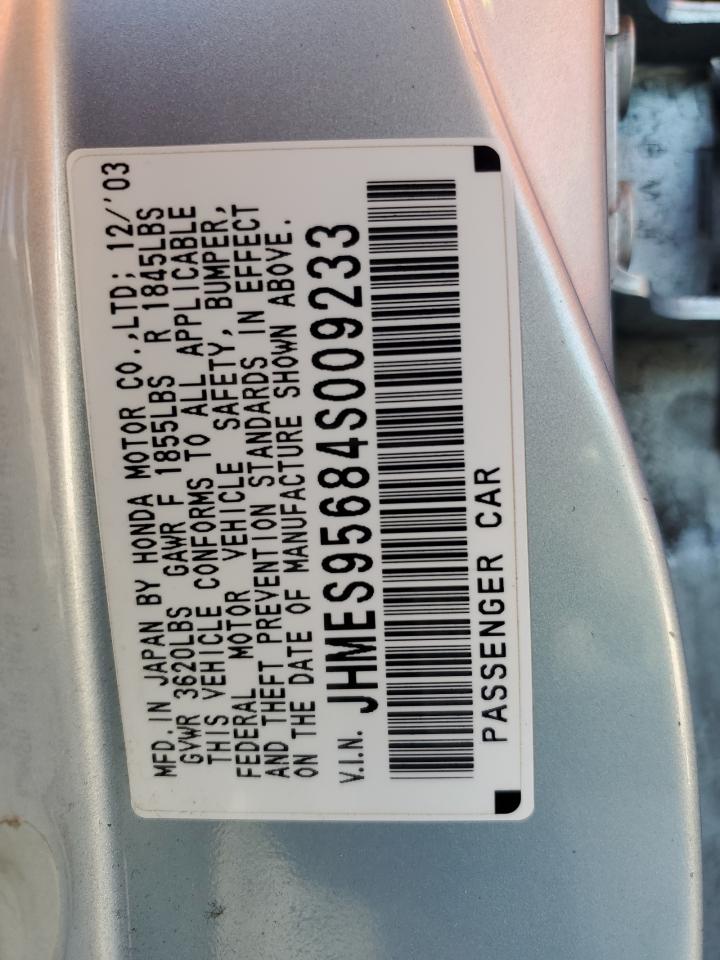 MFD. IN JAPAN BY HONDA MOTOR CO.,LTD; 12/'03
GVWR 3620LBS GAWR F 1855LBS R 1845LBS
THIS VEHICLE CONFORMS TO ALL APPLICABLE
FEDERAL MOTOR VEHICLE SAFETY, BUMPER,
AND THEFT PREVENTION STANDARDS IN EFFECT
ON THE DATE OF MANUFACTURE SHOWN ABOVE.
V.I.N. JHMES95684S009233
PASSENGER CAR